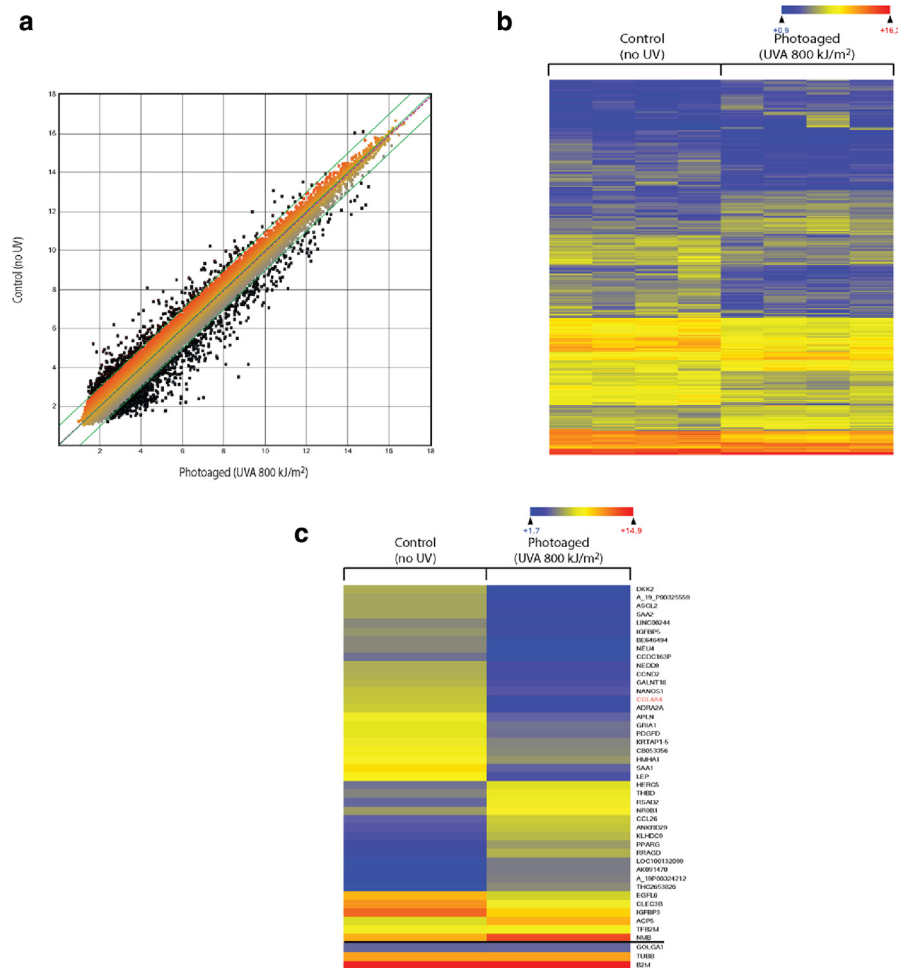 a
18
16
14
12
10
8
6
4
2
Control (no UV)
2
4
6
8
10
12
14
16
18
Photoaged (UVA 800 kJ/m²)
b
+0,9
Control
(no UV)
Photoaged
(UVA 800 kJ/m²)
c
+1,7
+14,9
Control
(no UV)
Photoaged
(UVA 800 kJ/m²)
DKK2
A_19_P00325559
ASCL2
SAA2
LINC08244
IGFBP5
BE646494
NEU4
CCDC163P
NEDD9
CCND2
GALNT18
NANOS1
COL4A4
ADRA2A
APLN
GRIA1
PDGFD
KRTAP1-5
CB053356
HMHA1
SAA1
LEP
HERC5
THBD
RSAD2
NR0B1
CCL26
ANKRD29
KLHDC9
PPARG
RRAGD
LOC100132099
AK091470
A_19P00324212
THC2653826
EGFL6
CLEC3B
IGFBP3
ACP5
TFB2M
NMB
GOLGA1
TUBB
B2M